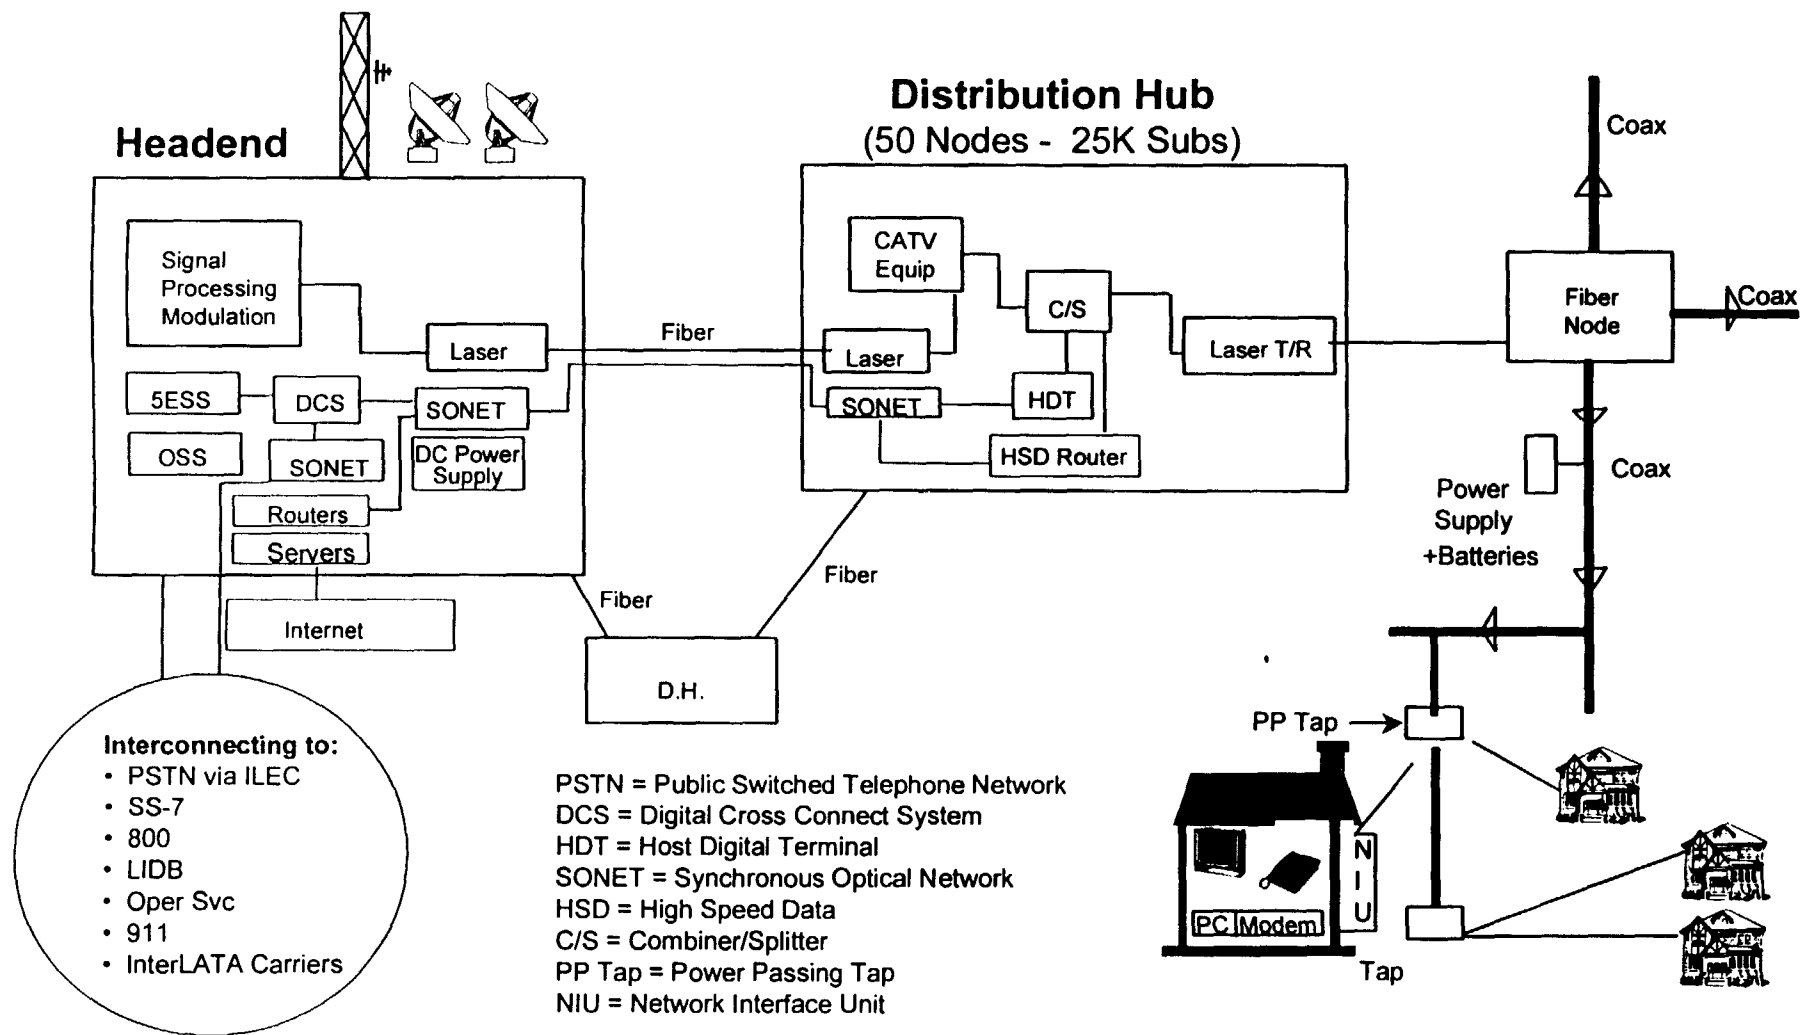 Headend
Distribution Hub
(50 Nodes - 25K Subs)
Signal
Processing
Modulation
Laser
5ESS
DCS
SONET
OSS
SONET
DC Power
Supply
Routers
Servers
Internet
Fiber
CATV
Equip
C/S
Laser
Laser T/R
SONET
HDT
HSD Router
Fiber
Fiber
D.H.
Coax
Fiber
Node
Coax
Coax
Power
Supply
+Batteries
PP Tap
NIU
PC
Modem
Tap
Interconnecting to:
• PSTN via ILEC
• SS-7
• 800
• LIDB
• Oper Svc
• 911
• InterLATA Carriers
PSTN = Public Switched Telephone Network
DCS = Digital Cross Connect System
HDT = Host Digital Terminal
SONET = Synchronous Optical Network
HSD = High Speed Data
C/S = Combiner/Splitter
PP Tap = Power Passing Tap
NIU = Network Interface Unit